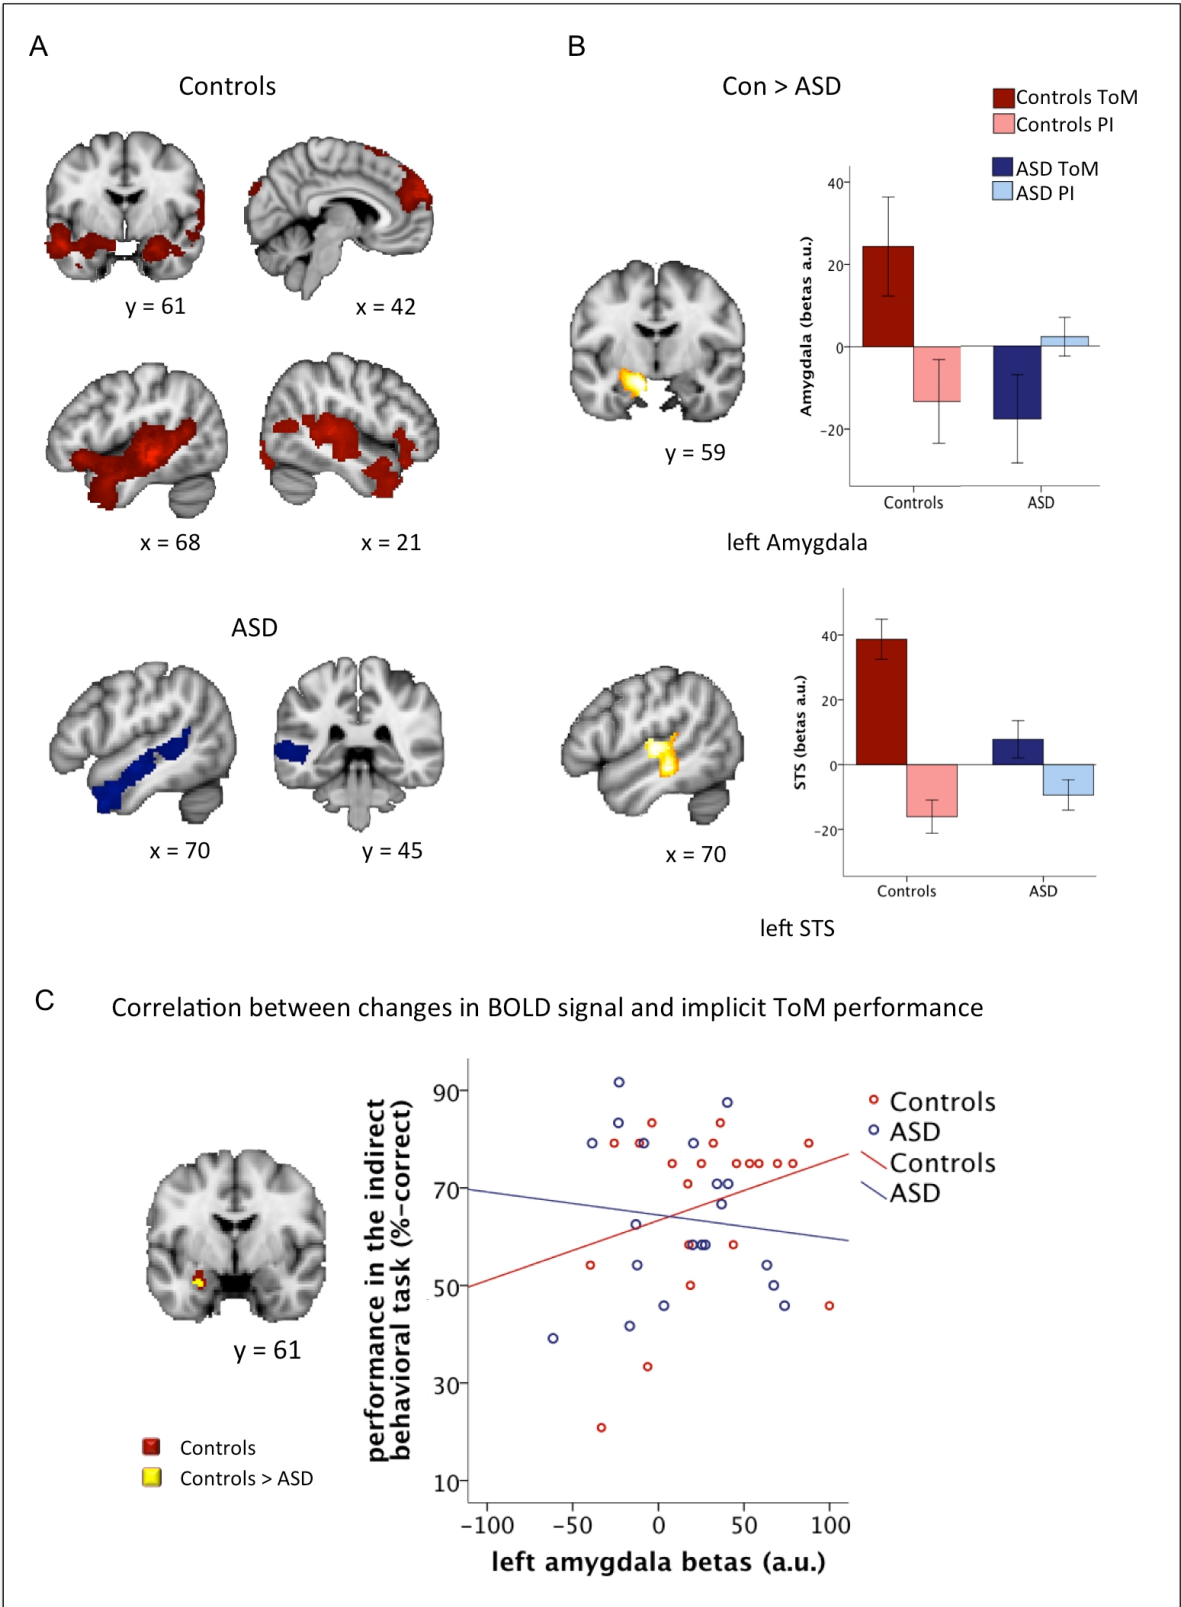 A
Controls
y = 61
x = 42
x = 68
x = 21
ASD
x = 70
y = 45
B
Con > ASD
Controls ToM
Controls PI
ASD ToM
ASD PI
y = 59
Amygdala (betas a.u.)
40
20
0
−20
Controls
ASD
left Amygdala
x = 70
STS (betas a.u.)
40
20
0
−20
Controls
ASD
left STS
C
Correlation between changes in BOLD signal and implicit ToM performance
y = 61
Controls
Controls > ASD
performance in the indirect
behavioral task (%−correct)
90
70
50
30
10
−100
−50
0
50
100
left amygdala betas (a.u.)
Controls
ASD
Controls
ASD